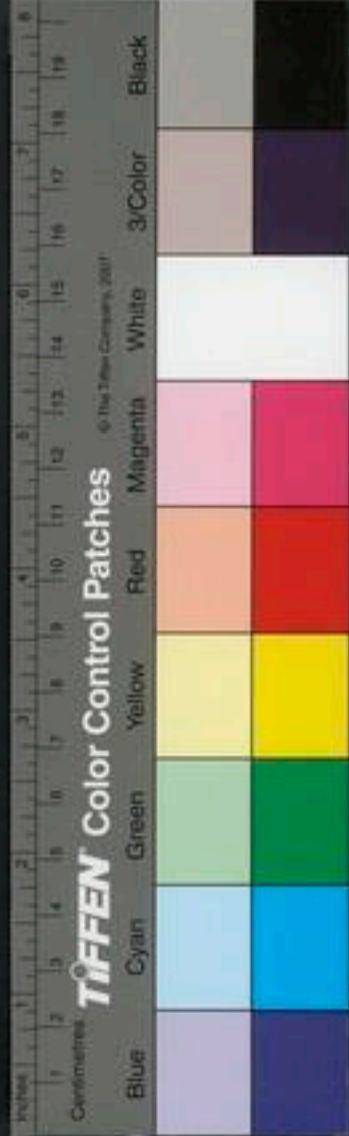 Inches 1 2 3 4 5 6 7 8
Centimetres 1 2 3 4 5 6 7 8 9 10 11 12 13 14 15 16 17 18 19
TIFFEN® Color Control Patches © The Tiffen Company, 2007
Blue Cyan Green Yellow Red Magenta White 3/Color Black